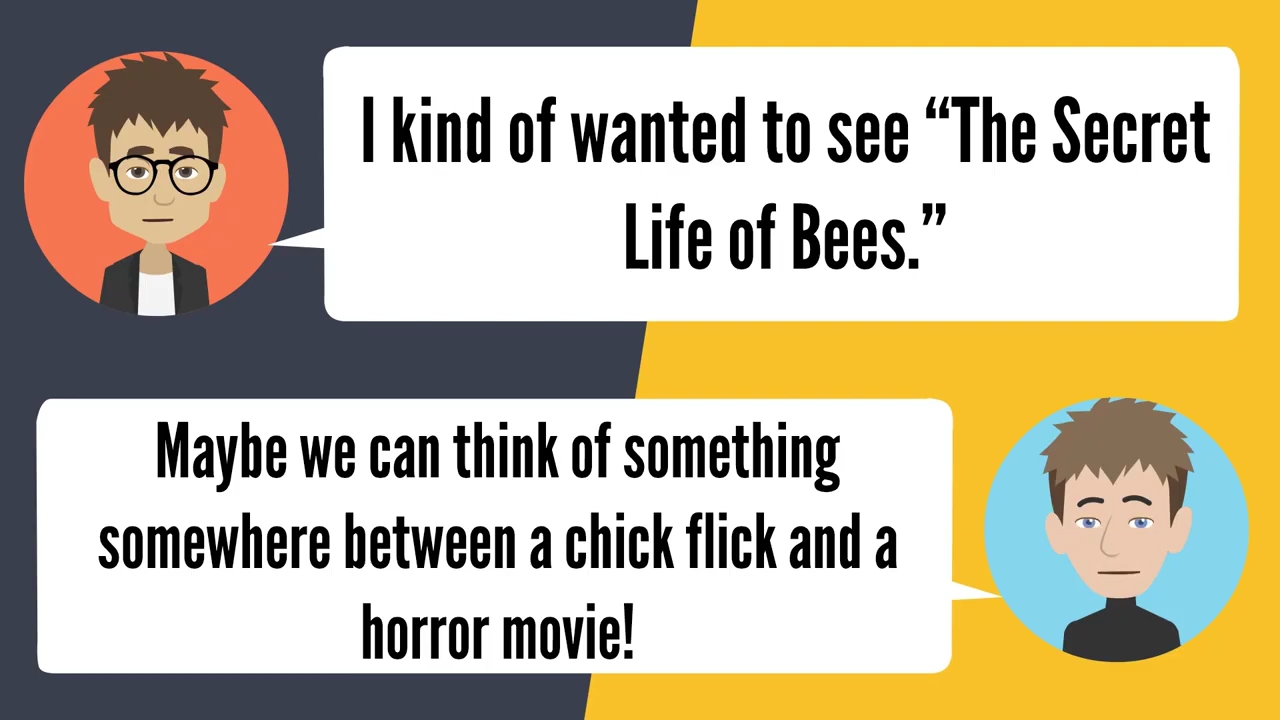 I kind of wanted to see “The Secret
Life of Bees.”
Maybe we can think of something
somewhere between a chick flick and a
horror movie!